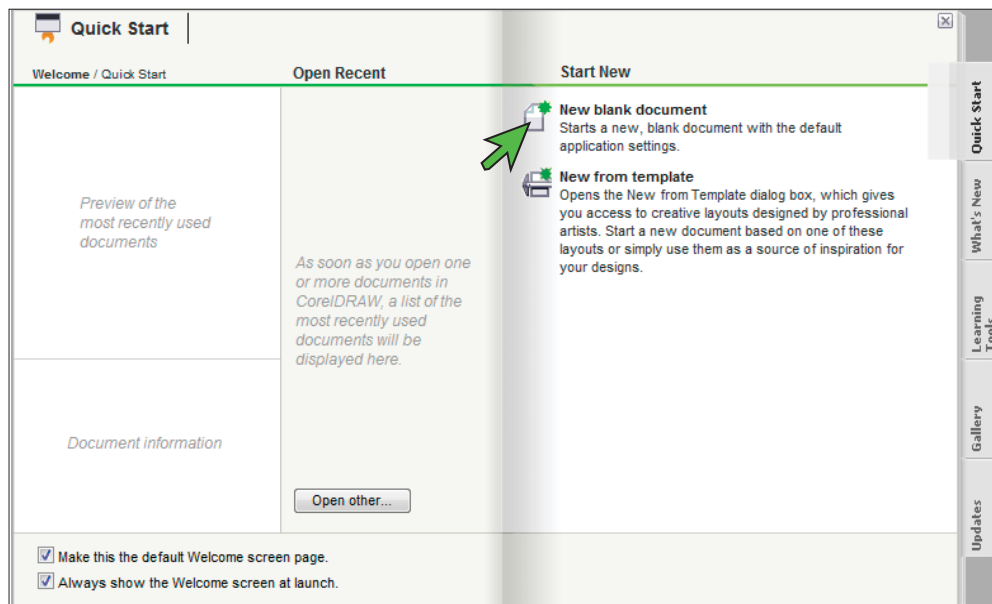 Quick Start
Welcome / Quick Start
Open Recent
Start New
Preview of the
most recently used
documents
Document information
As soon as you open one
or more documents in
CorelDRAW, a list of the
most recently used
documents will be
displayed here.
Open other...
New blank document
Starts a new, blank document with the default
application settings.
New from template
Opens the New from Template dialog box, which gives
you access to creative layouts designed by professional
artists. Start a new document based on one of these
layouts or simply use them as a source of inspiration for
your designs.
Make this the default Welcome screen page.
Always show the Welcome screen at launch.
Quick Start
What's New
Learning
Tools
Gallery
Updates